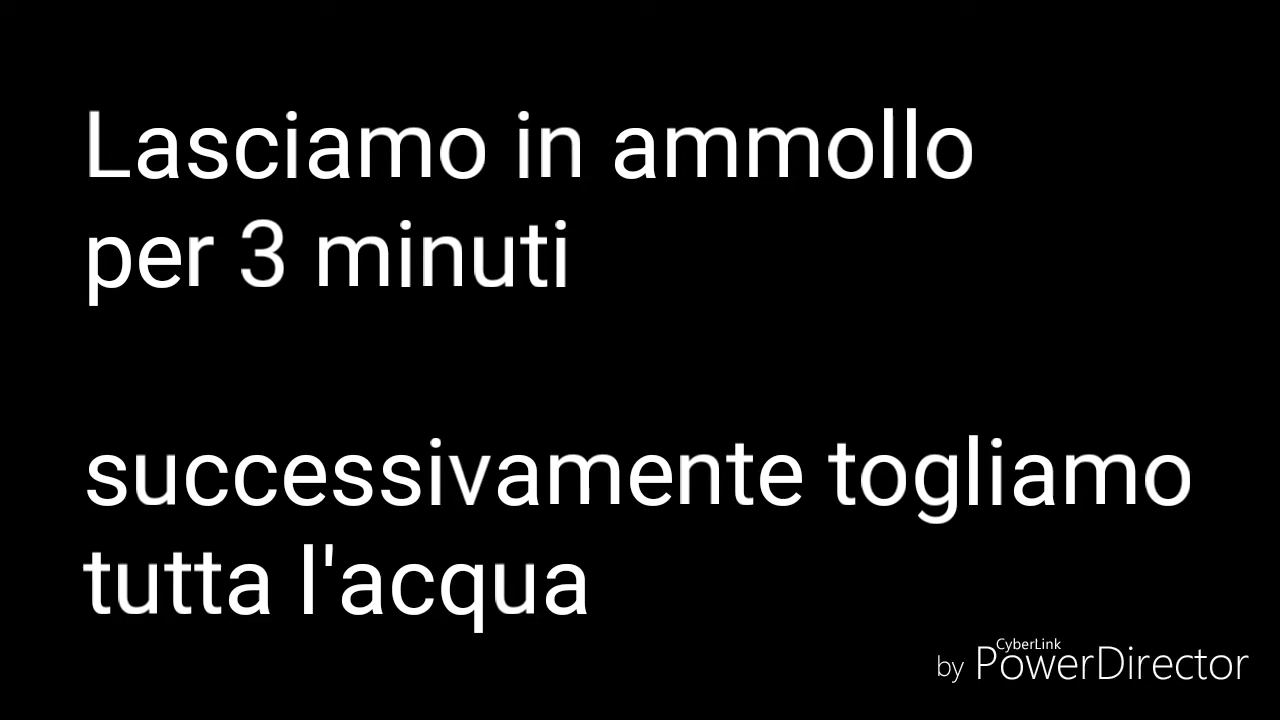 Lasciamo in ammollo
per 3 minuti
successivamente togliamo
tutta l'acqua
CyberLink
by PowerDirector